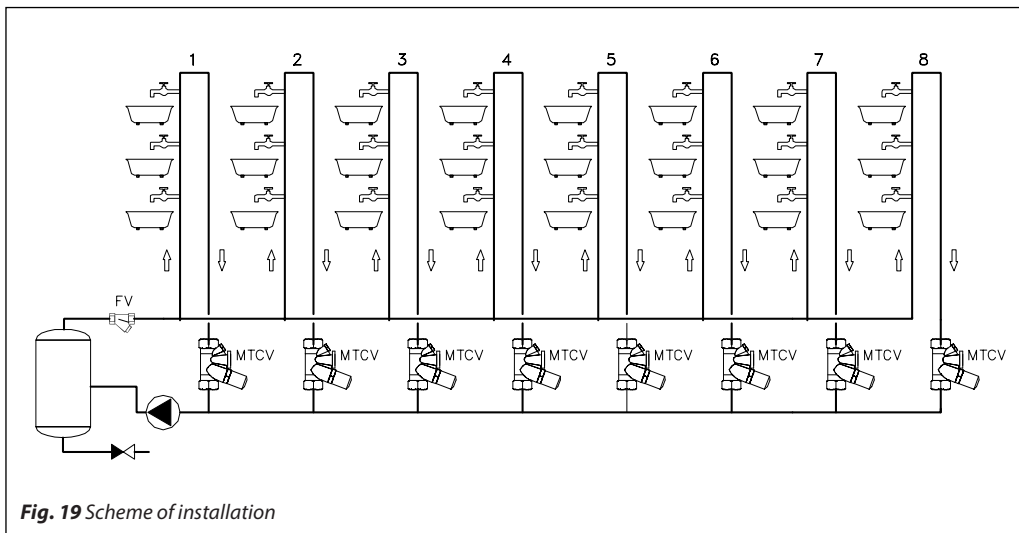 1 2 3 4 5 6 7 8
FV
MTCV MTCV MTCV MTCV MTCV MTCV MTCV MTCV
Fig. 19 Scheme of installation